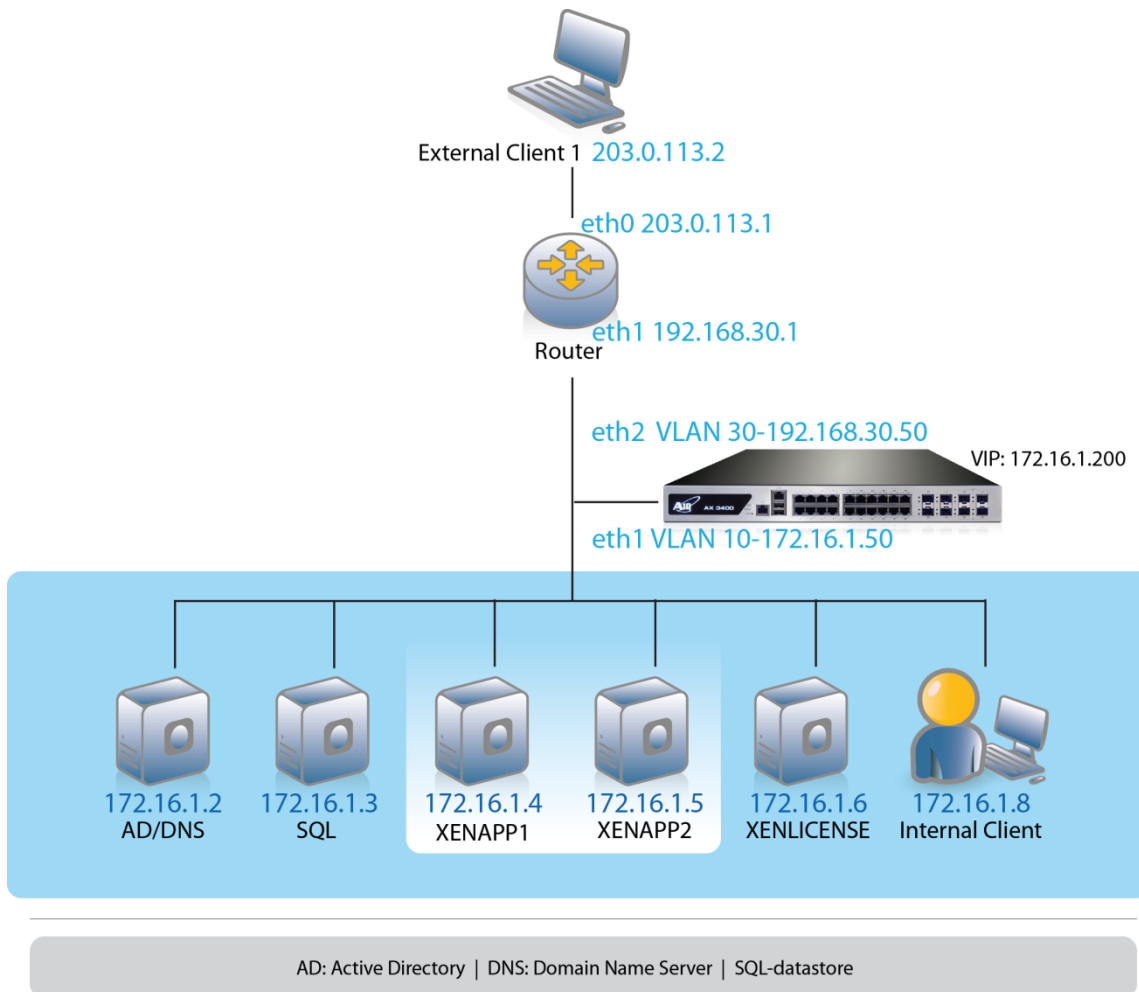 External Client 1 203.0.113.2
eth0 203.0.113.1
eth1 192.168.30.1
Router
eth2 VLAN 30-192.168.30.50
VIP: 172.16.1.200
A10
AX 3400
eth1 VLAN 10-172.16.1.50
172.16.1.2
AD/DNS
172.16.1.3
SQL
172.16.1.4
XENAPP1
172.16.1.5
XENAPP2
172.16.1.6
XENLICENSE
172.16.1.8
Internal Client
AD: Active Directory | DNS: Domain Name Server | SQL-datastore